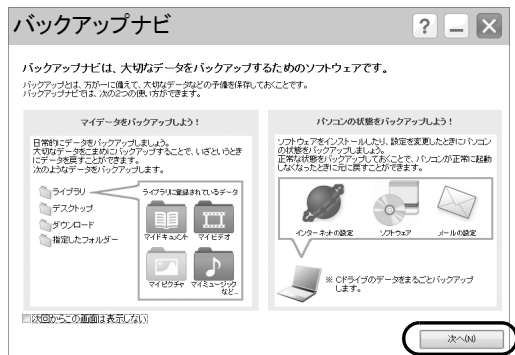 バックアップナビ
バックアップナビは、大切なデータをバックアップするためのソフトウェアです。
バックアップとは、万が一に備えて、大切なデータなどの予備を保存しておくことです。
バックアップナビでは、次の2つの使い方ができます。
マイデータをバックアップしよう！
日常的にデータをバックアップしましょう。
大切なデータをこまめにバックアップすることで、いざというとき
にデータを戻すことができます。
次のようなデータをバックアップします。
ライブラリ
デスクトップ
ダウンロード
指定したフォルダー
ライブラリに登録されているデータ
マイドキュメント マイビデオ
マイピクチャ マイミュージック
など…
パソコンの状態をバックアップしよう！
ソフトウェアをインストールしたり、設定を変更したときにパソコン
の状態をバックアップしましょう。
正常な状態をバックアップしておくことで、パソコンが正常に起動
しなくなったときに元に戻すことができます。
インターネットの設定 ソフトウェア メールの設定
※ Cドライブのデータをまるごとバックアップ
します。
次回からこの画面は表示しない
次へ(N)